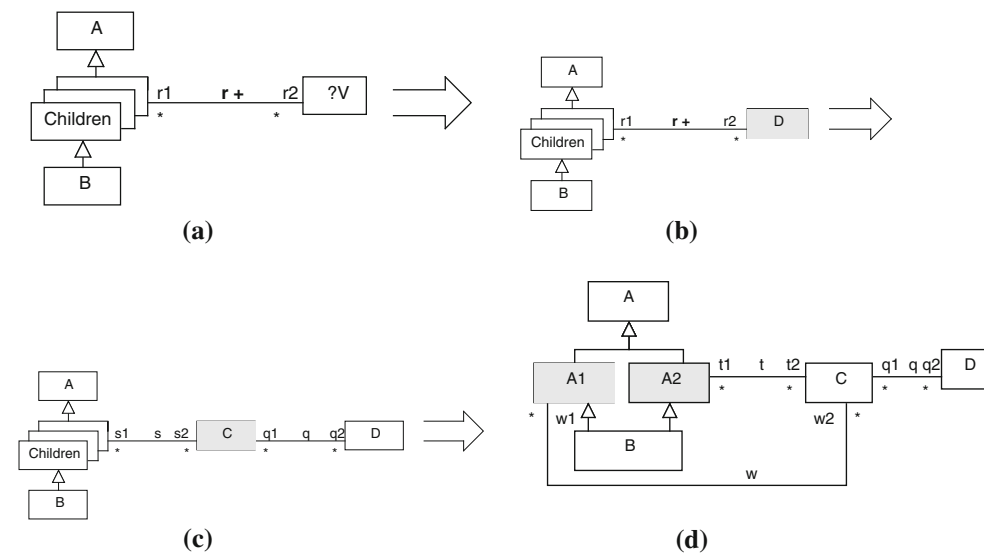 A
r1 r + r2 ?V
* *
Children
B
(a)
A
r1 r + r2 D
* *
Children
B
(b)
A
s1 s s2 C q1 q q2 D
* * * *
Children
B
(c)
A
A1 A2 t1 t t2 C q1 q q2 D
* * * * *
w1 w2 *
B
w
(d)